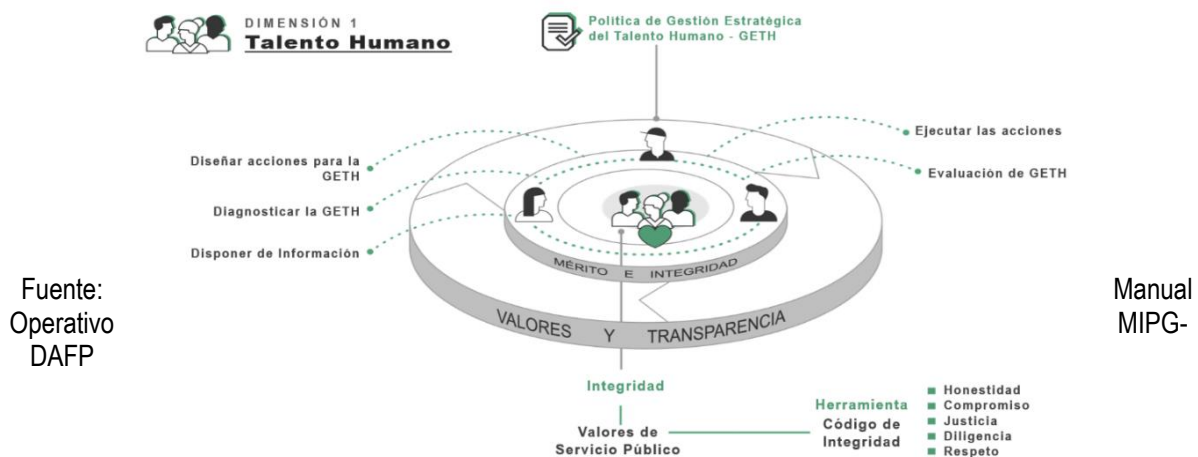 DIMENSIÓN 1
Talento Humano
Política de Gestión Estratégica
del Talento Humano - GETH
Diseñar acciones para la
GETH
Diagnosticar la GETH
Disponer de Información
Ejecutar las acciones
Evaluación de GETH
MÉRITO E INTEGRIDAD
VALORES Y TRANSPARENCIA
Fuente:
Operativo
DAFP
Manual
MIPG-
Integridad
Valores de
Servicio Público
Herramienta
Código de
Integridad
Honestidad
Compromiso
Justicia
Diligencia
Respeto